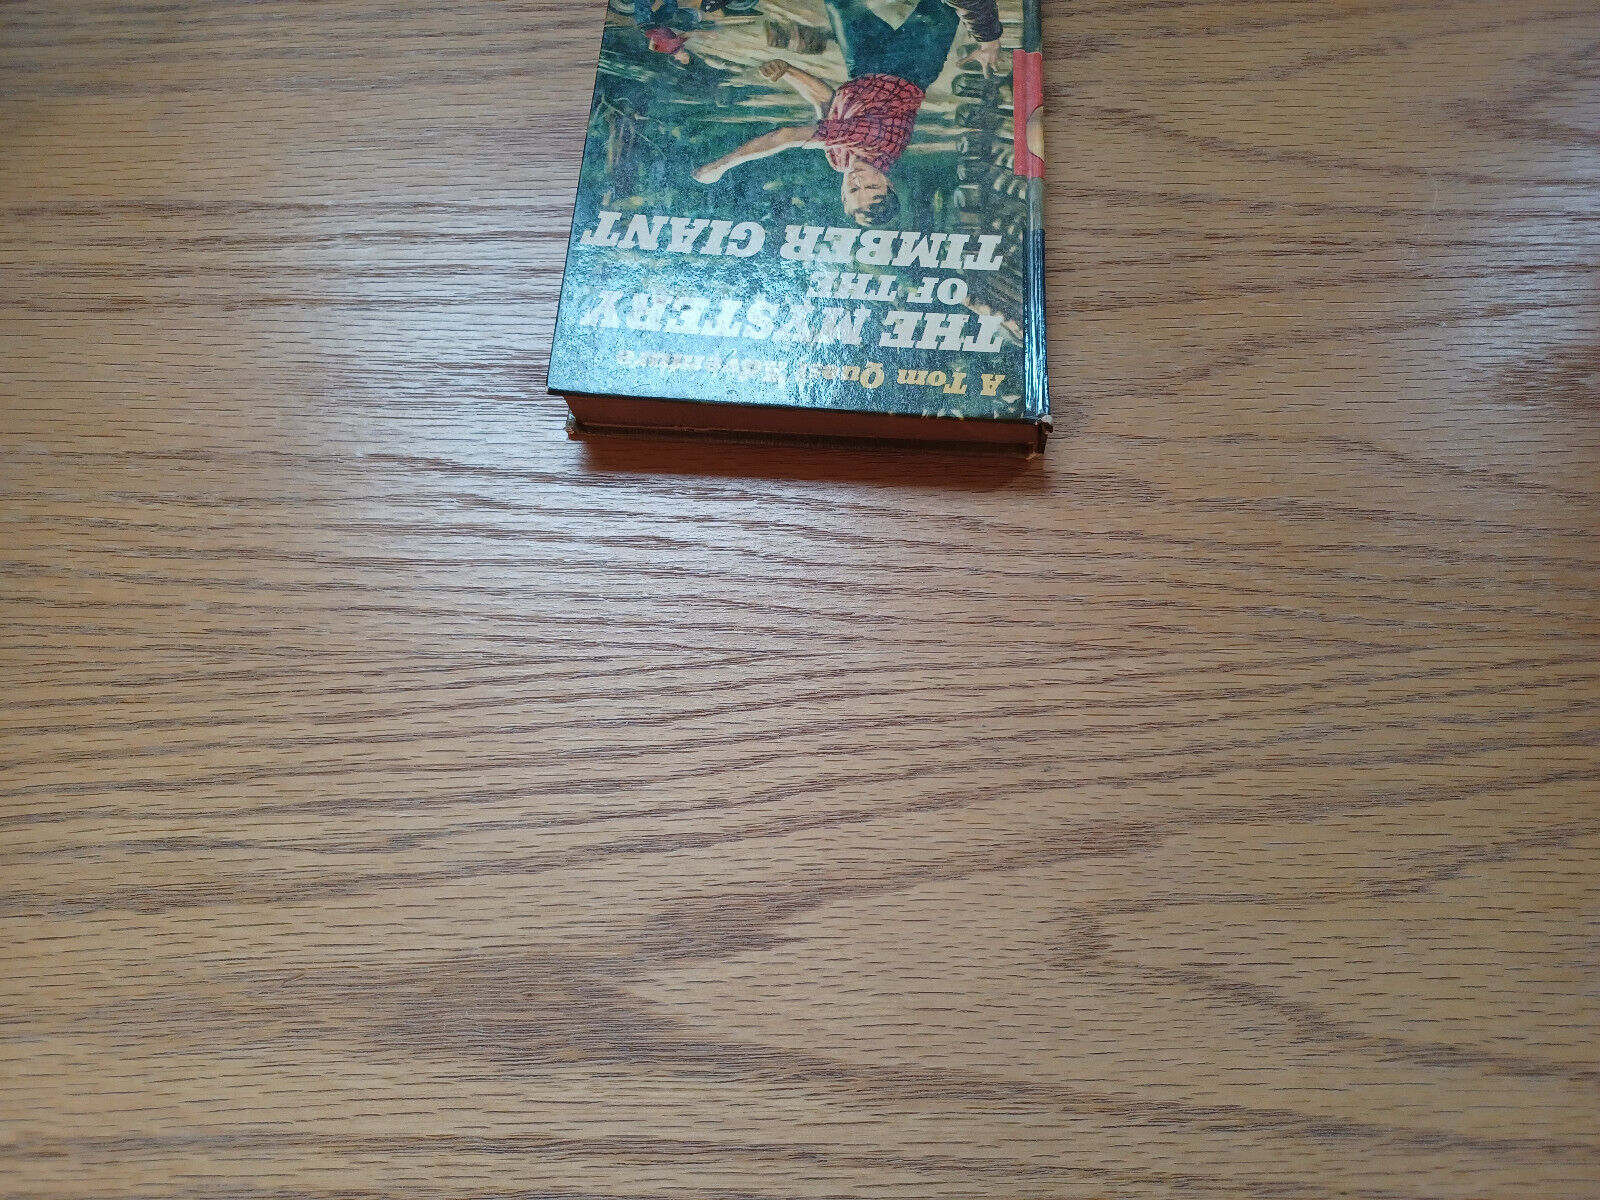 A Tom Quest Adventure
THE MYSTERY
OF THE
TIMBER GIANT